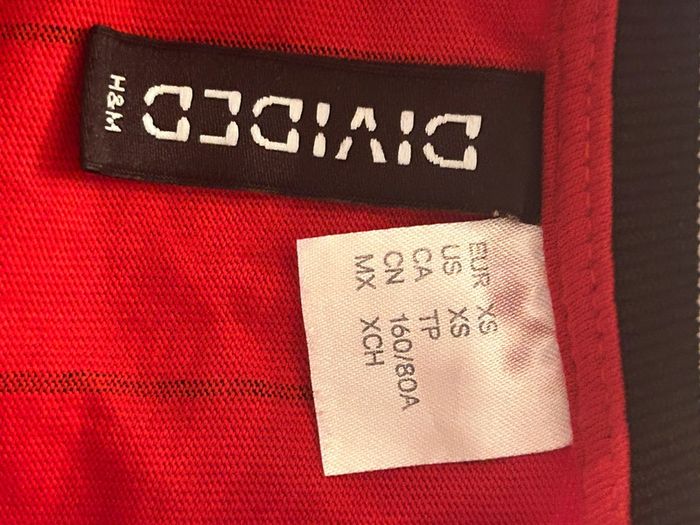 DIVIDED
H&M
EUR XS
US XS
CA TP
CN 160/80A
MX XCH